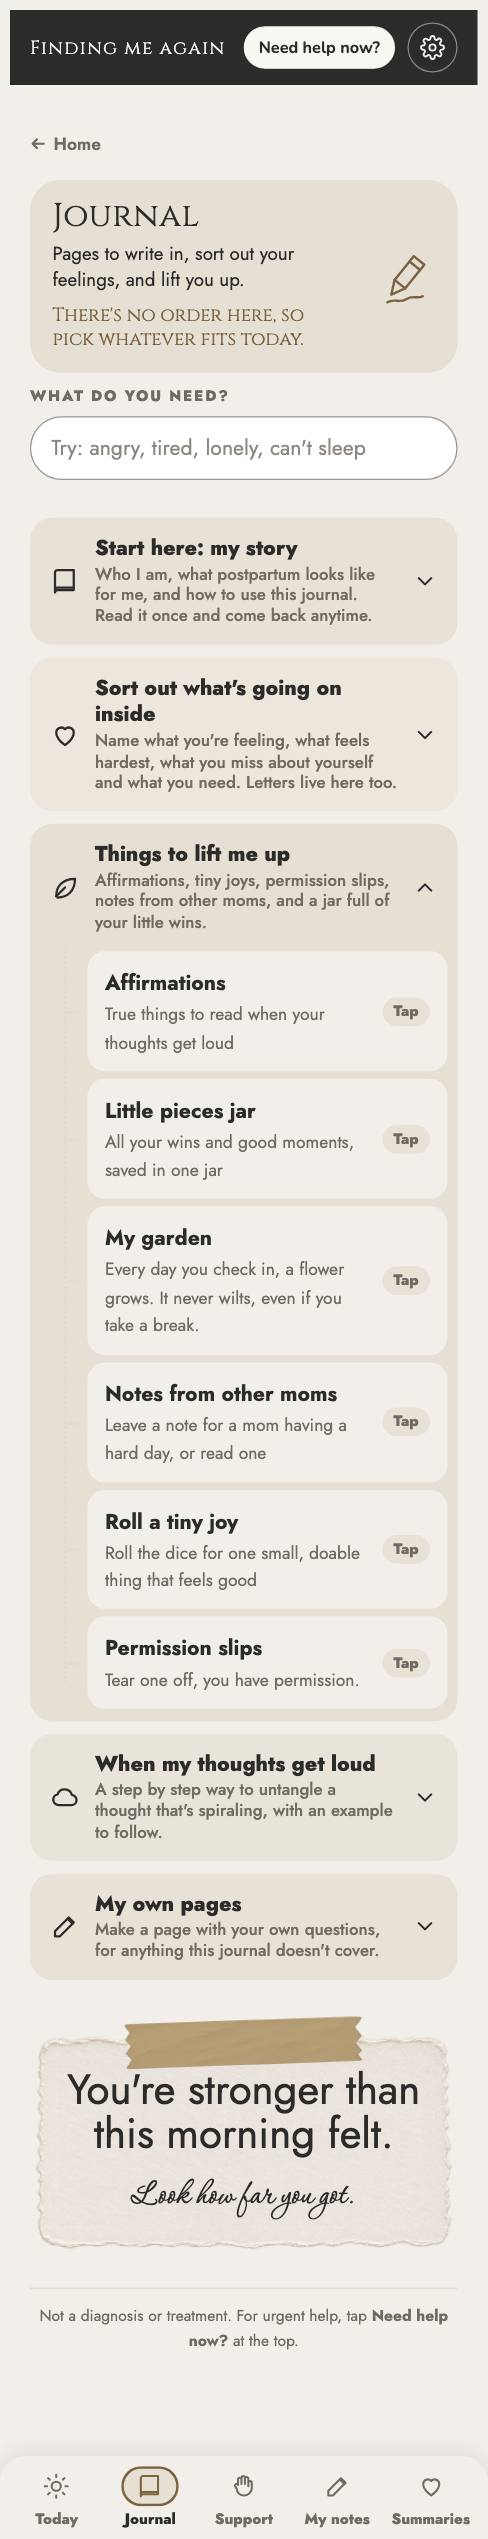 Finding me again
Need help now?
← Home
Journal
Pages to write in, sort out your
feelings, and lift you up.
There's no order here, so
pick whatever fits today.
WHAT DO YOU NEED?
Try: angry, tired, lonely, can't sleep
Start here: my story
Who I am, what postpartum looks like
for me, and how to use this journal.
Read it once and come back anytime.
Sort out what's going on
inside
Name what you're feeling, what feels
hardest, what you miss about yourself
and what you need. Letters live here too.
Things to lift me up
Affirmations, tiny joys, permission slips,
notes from other moms, and a jar full of
your little wins.
Affirmations
True things to read when your
thoughts get loud
Tap
Little pieces jar
All your wins and good moments,
saved in one jar
Tap
My garden
Every day you check in, a flower
grows. It never wilts, even if you
take a break.
Tap
Notes from other moms
Leave a note for a mom having a
hard day, or read one
Tap
Roll a tiny joy
Roll the dice for one small, doable
thing that feels good
Tap
Permission slips
Tear one off, you have permission.
Tap
When my thoughts get loud
A step by step way to untangle a
thought that's spiraling, with an example
to follow.
My own pages
Make a page with your own questions,
for anything this journal doesn't cover.
You're stronger than
this morning felt.
Look how far you got.
Not a diagnosis or treatment. For urgent help, tap Need help
now? at the top.
Today
Journal
Support
My notes
Summaries